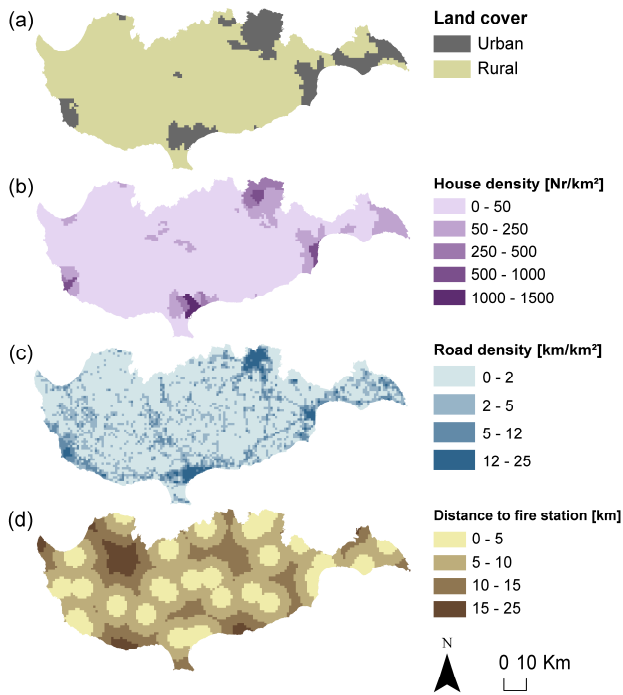 (a)
Land cover
Urban
Rural
(b)
House density [Nr/km²]
0 - 50
50 - 250
250 - 500
500 - 1000
1000 - 1500
(c)
Road density [km/km²]
0 - 2
2 - 5
5 - 12
12 - 25
(d)
Distance to fire station [km]
0 - 5
5 - 10
10 - 15
15 - 25
N
0 10 Km